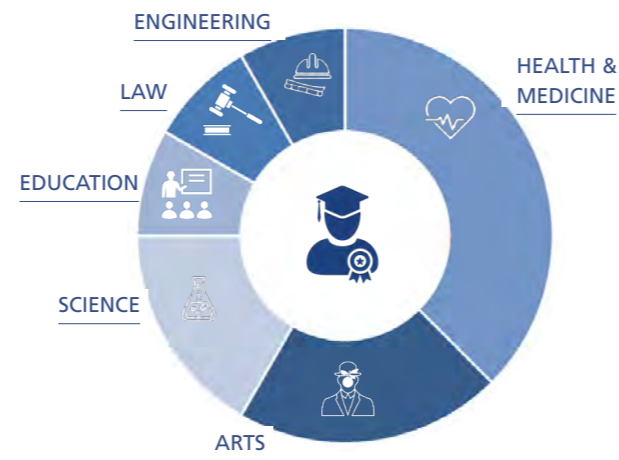 ENGINEERING
HEALTH &
MEDICINE
LAW
EDUCATION
SCIENCE
ARTS